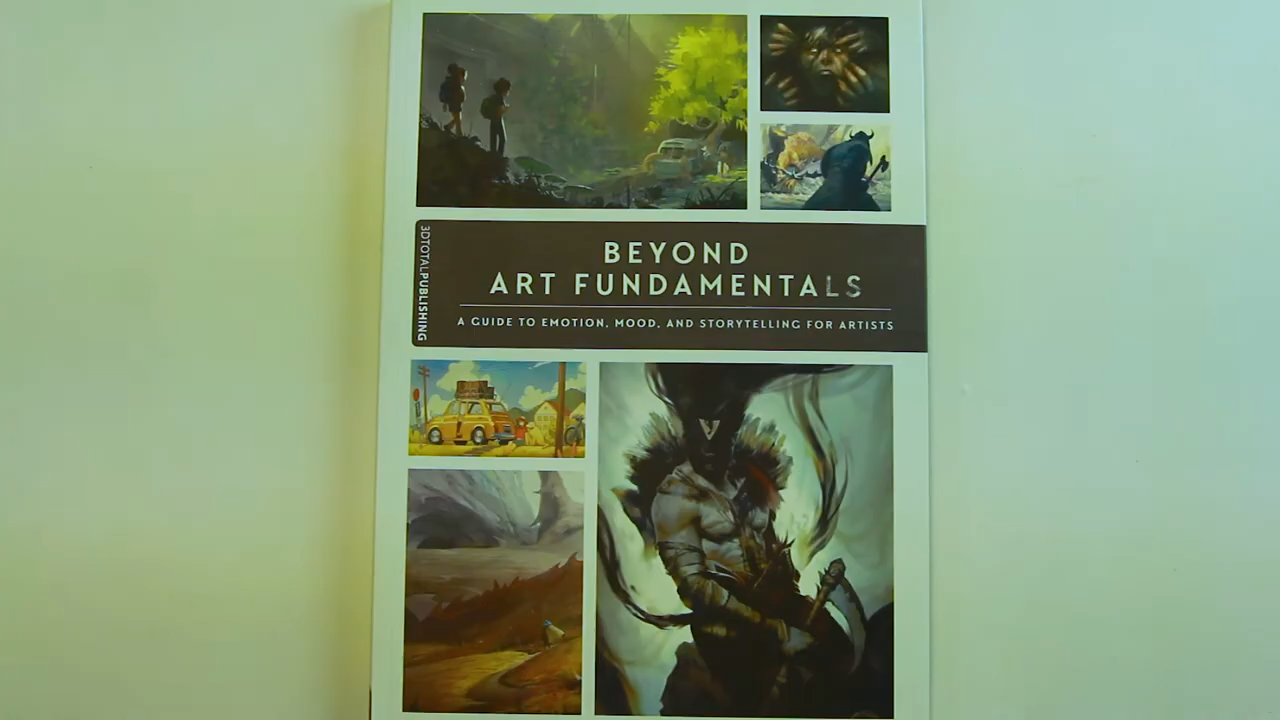 BEYOND
ART FUNDAMENTALS
A GUIDE TO EMOTION, MOOD, AND STORYTELLING FOR ARTISTS
3DTOTALPUBLISHING